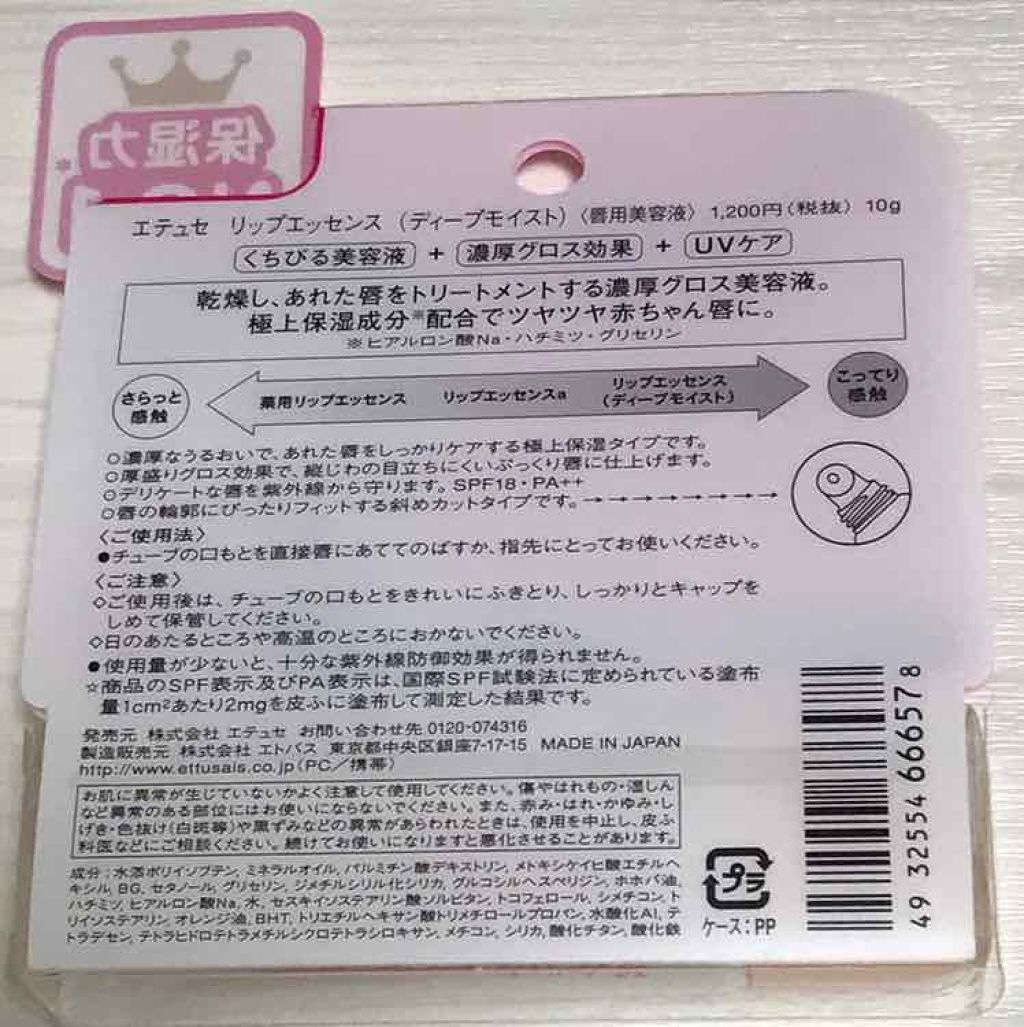 保湿力
エテュセ リップエッセンス（ディープモイスト）〈唇用美容液〉 1,200円（税抜） 10g
くちびる美容液 + 濃厚グロス効果 + UVケア
乾燥し、あれた唇をトリートメントする濃厚グロス美容液。
極上保湿成分※配合でツヤツヤ赤ちゃん唇に。
※ヒアルロン酸Na・ハチミツ・グリセリン
さらっと感触
薬用リップエッセンス リップエッセンスa リップエッセンス（ディープモイスト）
こってり感触
○濃厚なうるおいで、あれた唇をしっかりケアする極上保湿タイプです。
○厚盛りグロス効果で、縦じわの目立ちにくいぷっくり唇に仕上げます。
○デリケートな唇を紫外線から守ります。SPF18・PA++
○唇の輪郭にぴったりフィットする斜めカットタイプです。
〈ご使用法〉
●チューブの口もとを直接唇にあててのばすか、指先にとってお使いください。
〈ご注意〉
◇ご使用後は、チューブの口もとをきれいにふきとり、しっかりとキャップを
しめて保管してください。
◇日のあたるところや高温のところにおかないでください。
●使用量が少ないと、十分な紫外線防御効果が得られません。
☆商品のSPF表示及びPA表示は、国際SPF試験法に定められている塗布
量1cm²あたり2mgを皮ふに塗布して測定した結果です。
発売元 株式会社 エテュセ お問い合わせ先 0120-074316
製造販売元 株式会社 エトバス 東京都中央区銀座7-17-15 MADE IN JAPAN
http://www.ettusais.co.jp（PC／携帯）
お肌に異常が生じていないかよく注意して使用してください。傷やはれもの・湿しん
など異常のある部位にはお使いにならないでください。また、赤み・はれ・かゆみ・し
げき・色抜け（白斑等）や黒ずみなどの異常があらわれたときは、使用を中止し、皮ふ
科医などにご相談ください。続けてお使いになりますと悪化させることがあります。
成分：水添ポリイソブテン, ミネラルオイル, パルミチン酸デキストリン, メトキシケイヒ酸エチルヘ
キシル, BG, セタノール, グリセリン, ジメチルシリル化シリカ, グルコシルヘスペリジン, ホホバ油,
ハチミツ, ヒアルロン酸Na, 水, セスキイソステアリン酸ソルビタン, トコフェロール, シメチコン, ト
リイソステアリン, オレンジ油, BHT, トリエチルヘキサン酸トリメチロールプロパン, 水酸化Al, テ
トラデセン, テトラヒドロテトラメチルシクロテトラシロキサン, メチコン, シリカ, 酸化チタン, 酸化鉄
プラ
ケース：PP
49 32554 66657 8